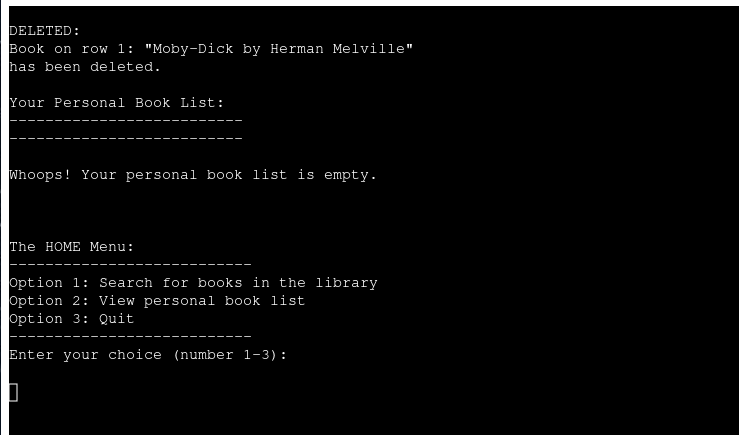 DELETED:
Book on row 1: "Moby-Dick by Herman Melville"
has been deleted.
Your Personal Book List:
--------------------------
--------------------------
Whoops! Your personal book list is empty.
The HOME Menu:
---------------------------
Option 1: Search for books in the library
Option 2: View personal book list
Option 3: Quit
---------------------------
Enter your choice (number 1-3):